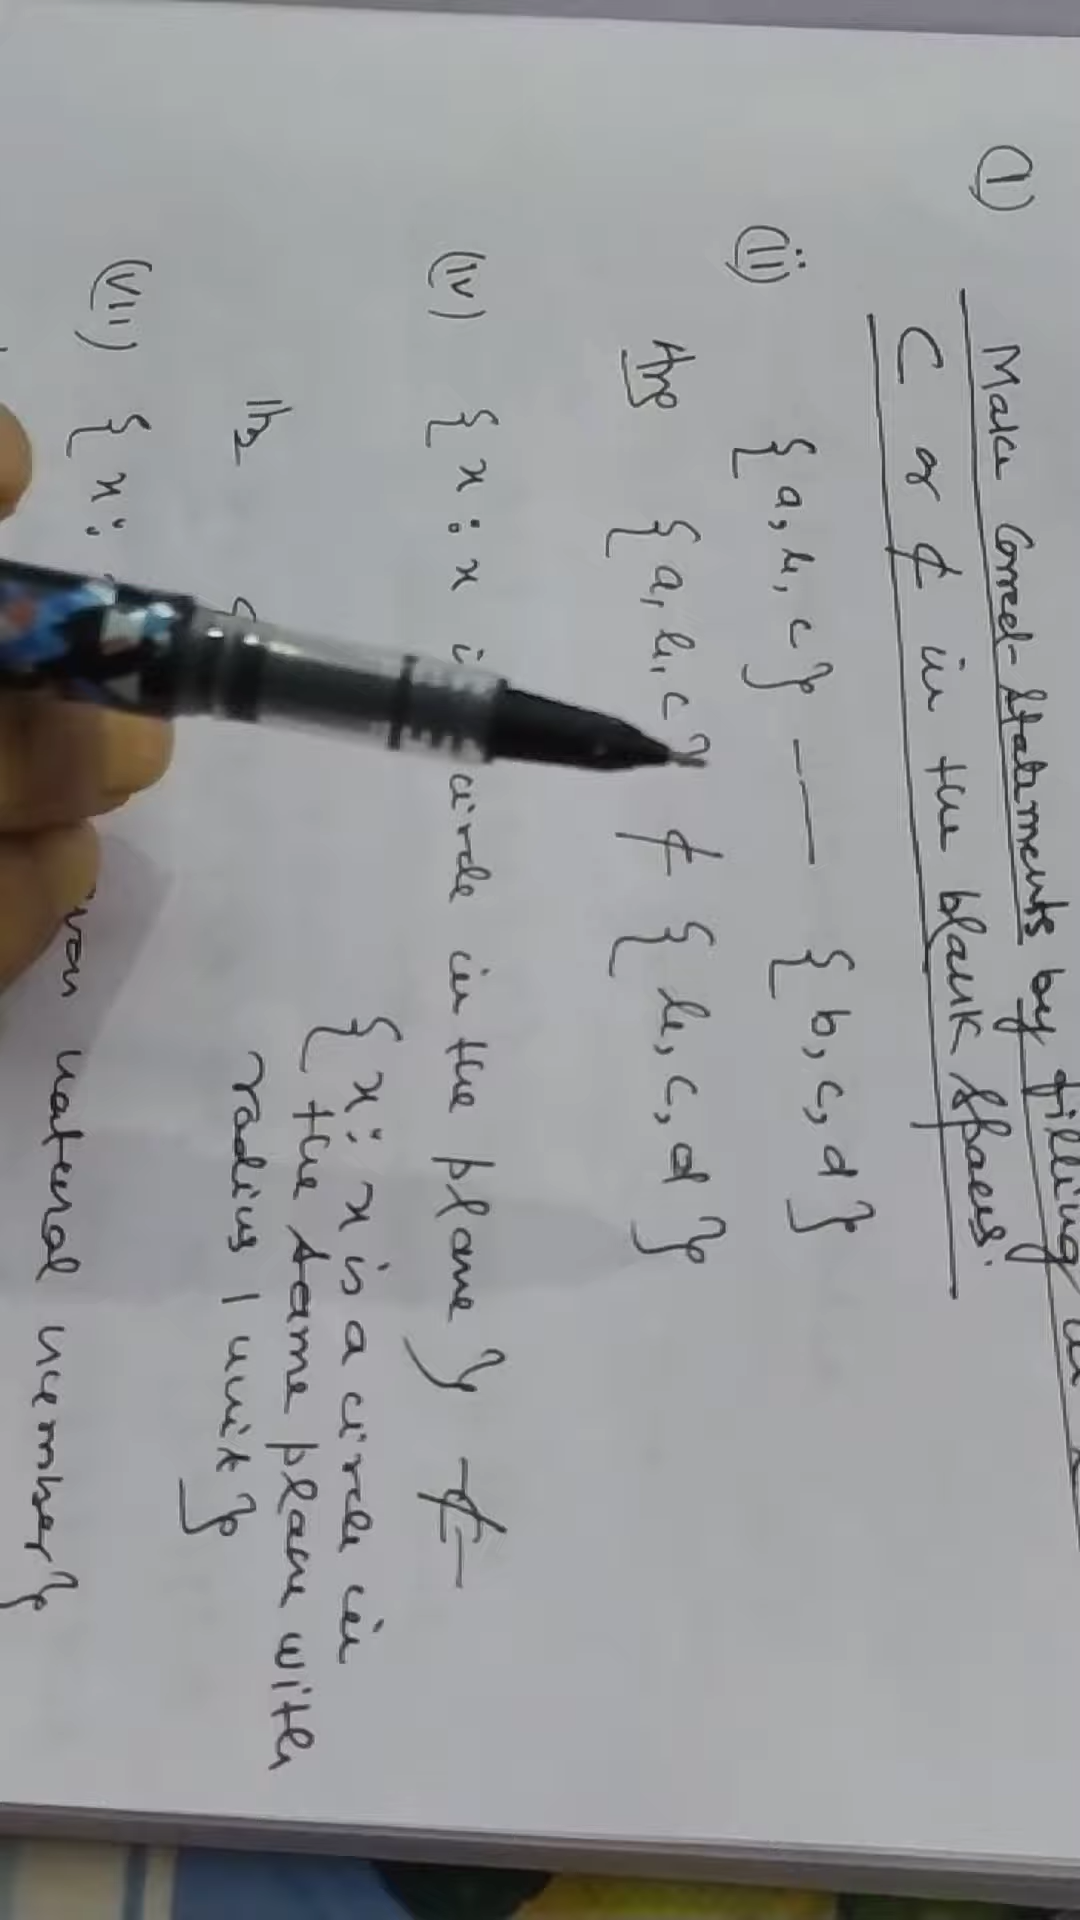 (1) Make Correct Statements by filling in
⊂ or ⊄ in the blank spaces.
(ii) {a, b, c} — {b, c, d}
Ans {a, b, c} ⊄ {b, c, d}
(iv) {x : x circle in the plane} ⊄
{x : x is a circle in
the same plane with
radius 1 unit}
(vii) {x :
natural number}